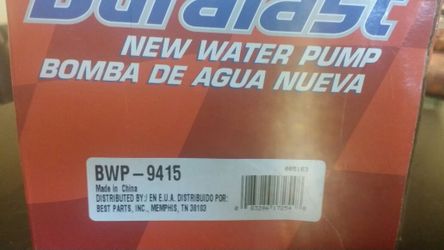 Duralast
NEW WATER PUMP
BOMBA DE AGUA NUEVA
BWP-9415
Made in China
DISTRIBUTED BY:/ EN E.U.A. DISTRIBUIDO POR:
BEST PARTS, INC., MEMPHIS, TN 38103